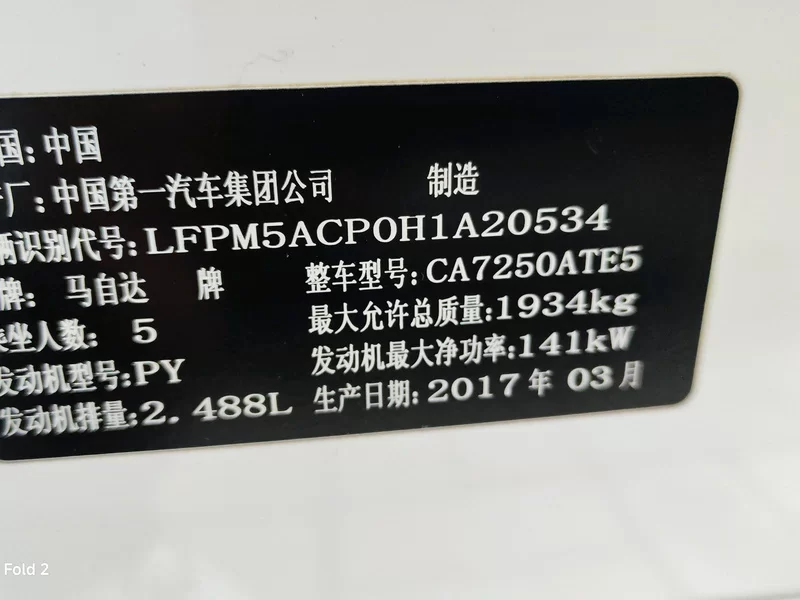 国：中国
厂：中国第一汽车集团公司 制造
辆识别代号：LFPM5ACP0H1A20534
牌：马自达 牌 整车型号：CA7250ATE5
乘坐人数：5 最大允许总质量：1934kg
发动机型号：PY 发动机最大净功率：141kW
发动机排量：2.488L 生产日期：2017年03月
Fold 2